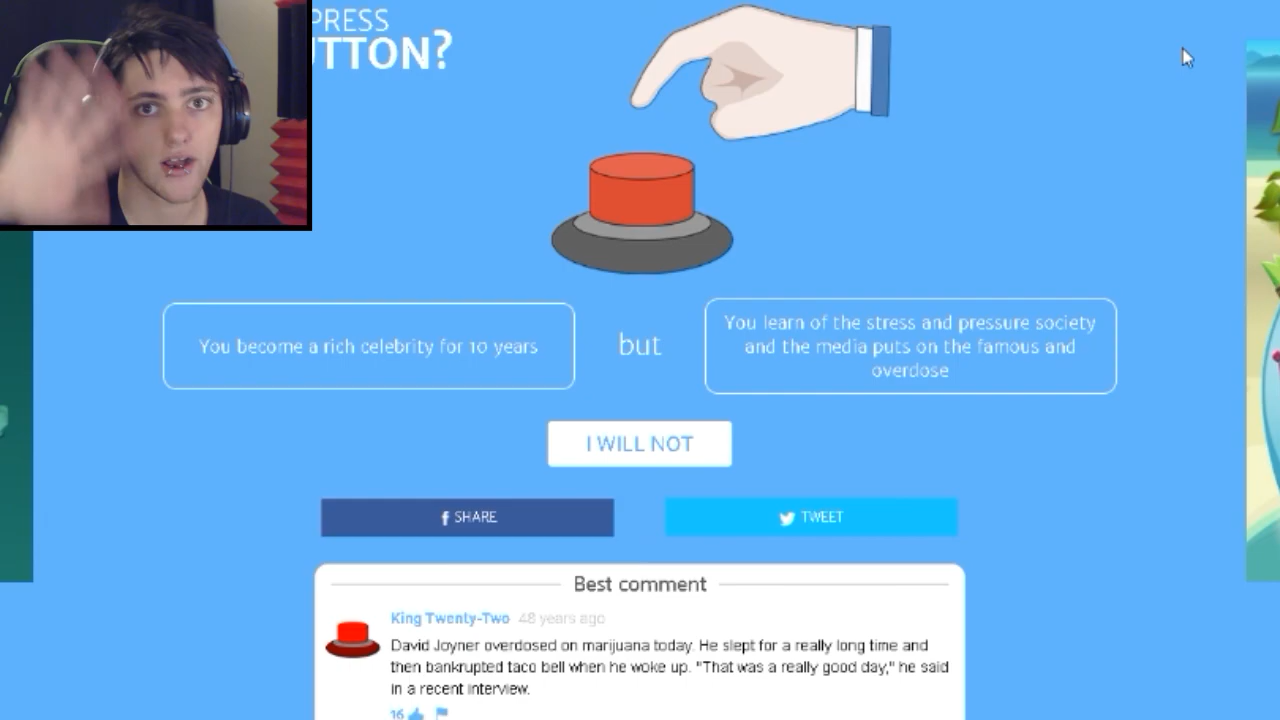 PRESS
UTTON?
You become a rich celebrity for 10 years
but
You learn of the stress and pressure society
and the media puts on the famous and
overdose
I WILL NOT
f SHARE
TWEET
Best comment
King Twenty-Two 48 years ago
David Joyner overdosed on marijuana today. He slept for a really long time and
then bankrupted taco bell when he woke up. "That was a really good day," he said
in a recent interview.
16